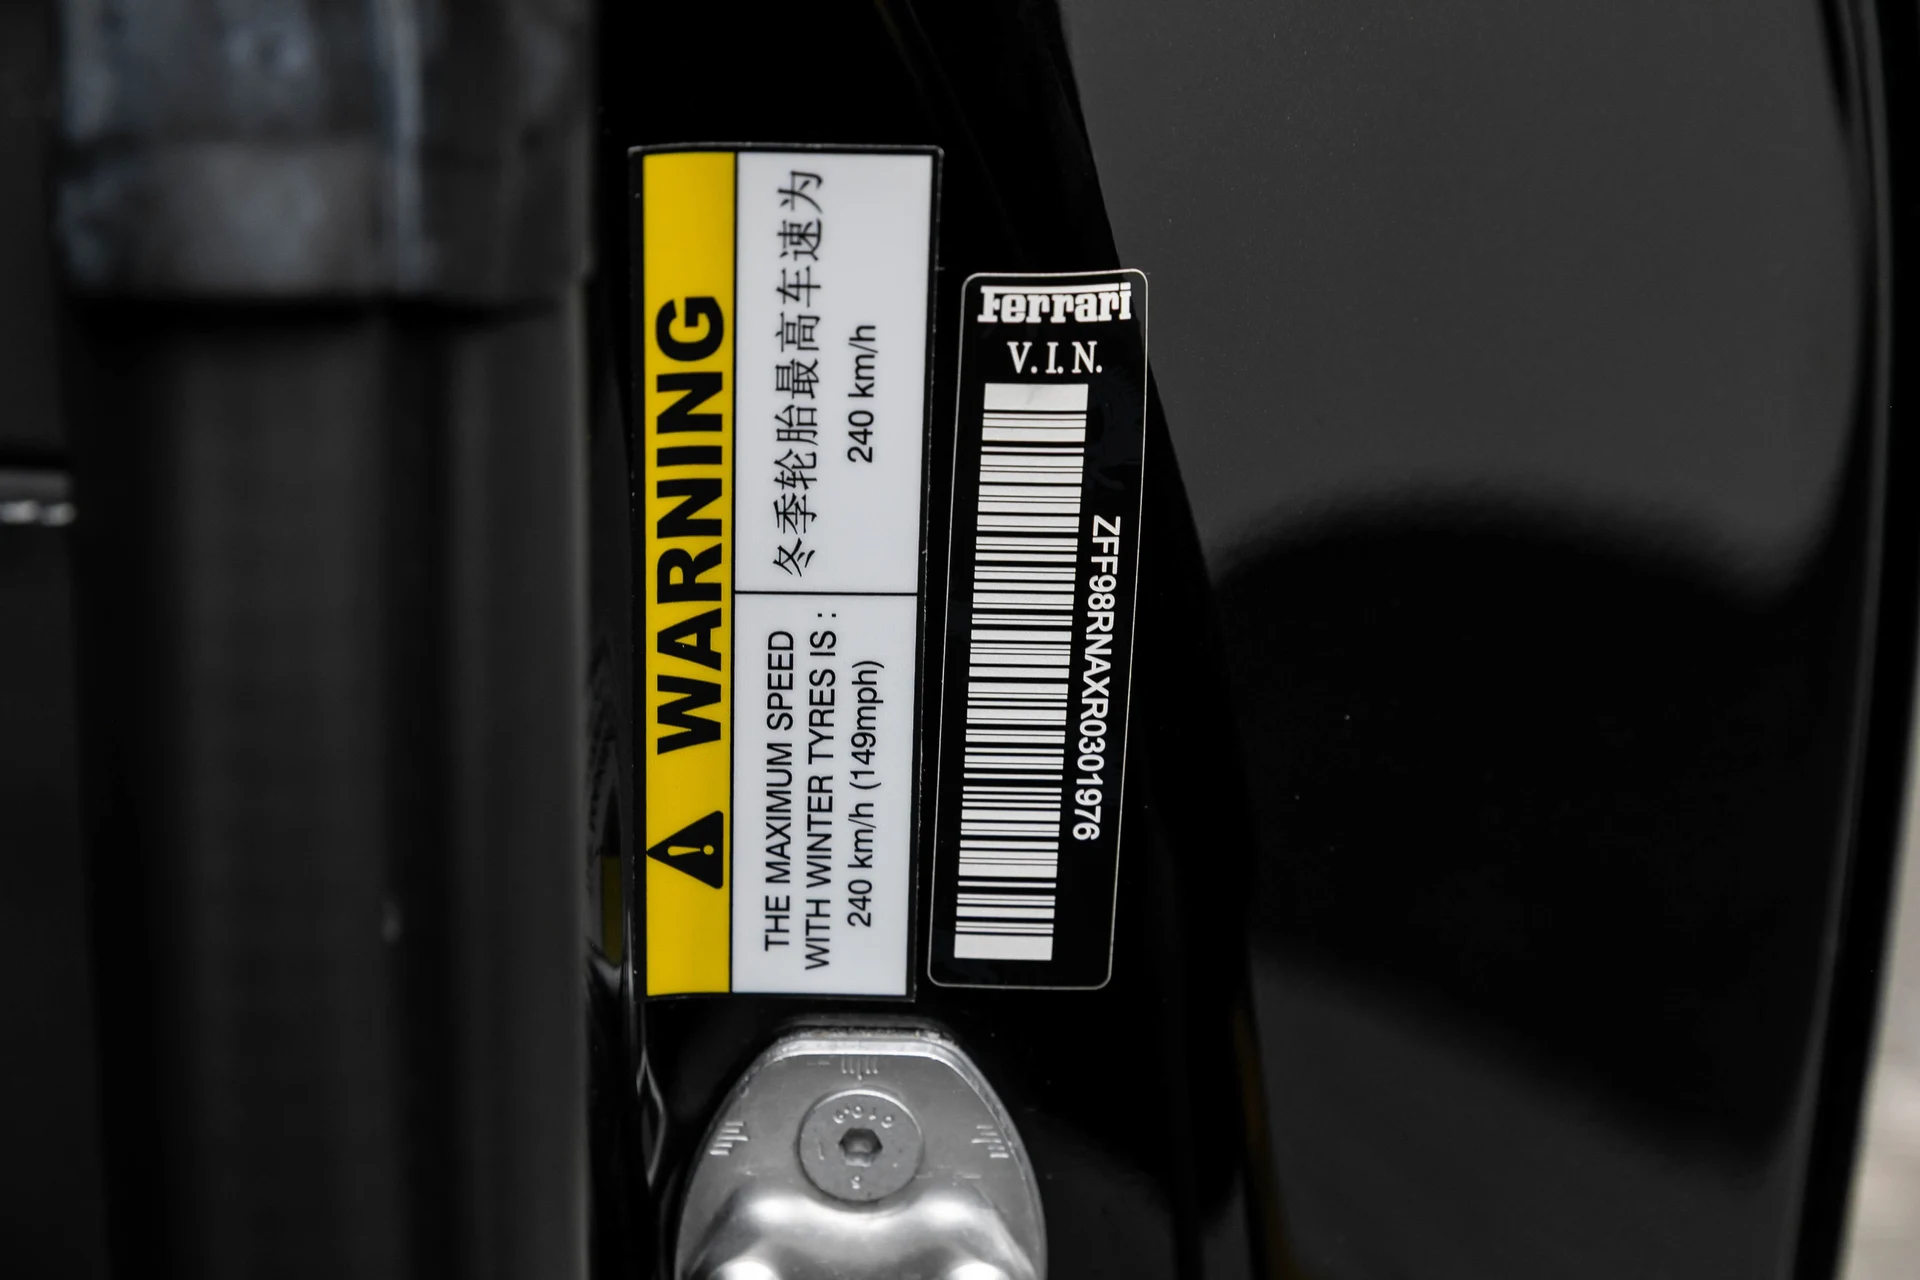 WARNING
冬季轮胎最高车速为
240 km/h
THE MAXIMUM SPEED
WITH WINTER TYRES IS :
240 km/h (149mph)
Ferrari
V.I.N.
ZFF98RNAXR0301976